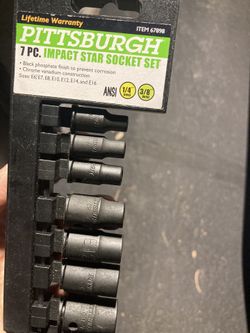 Lifetime Warranty
ITEM 67898
PITTSBURGH
7 PC. IMPACT STAR SOCKET SET
• Black phosphate finish to prevent corrosion
• Chrome vanadium construction
Sizes: E6, E7, E8, E10, E12, E14, and E16
ANSI
1/4"
3/8"